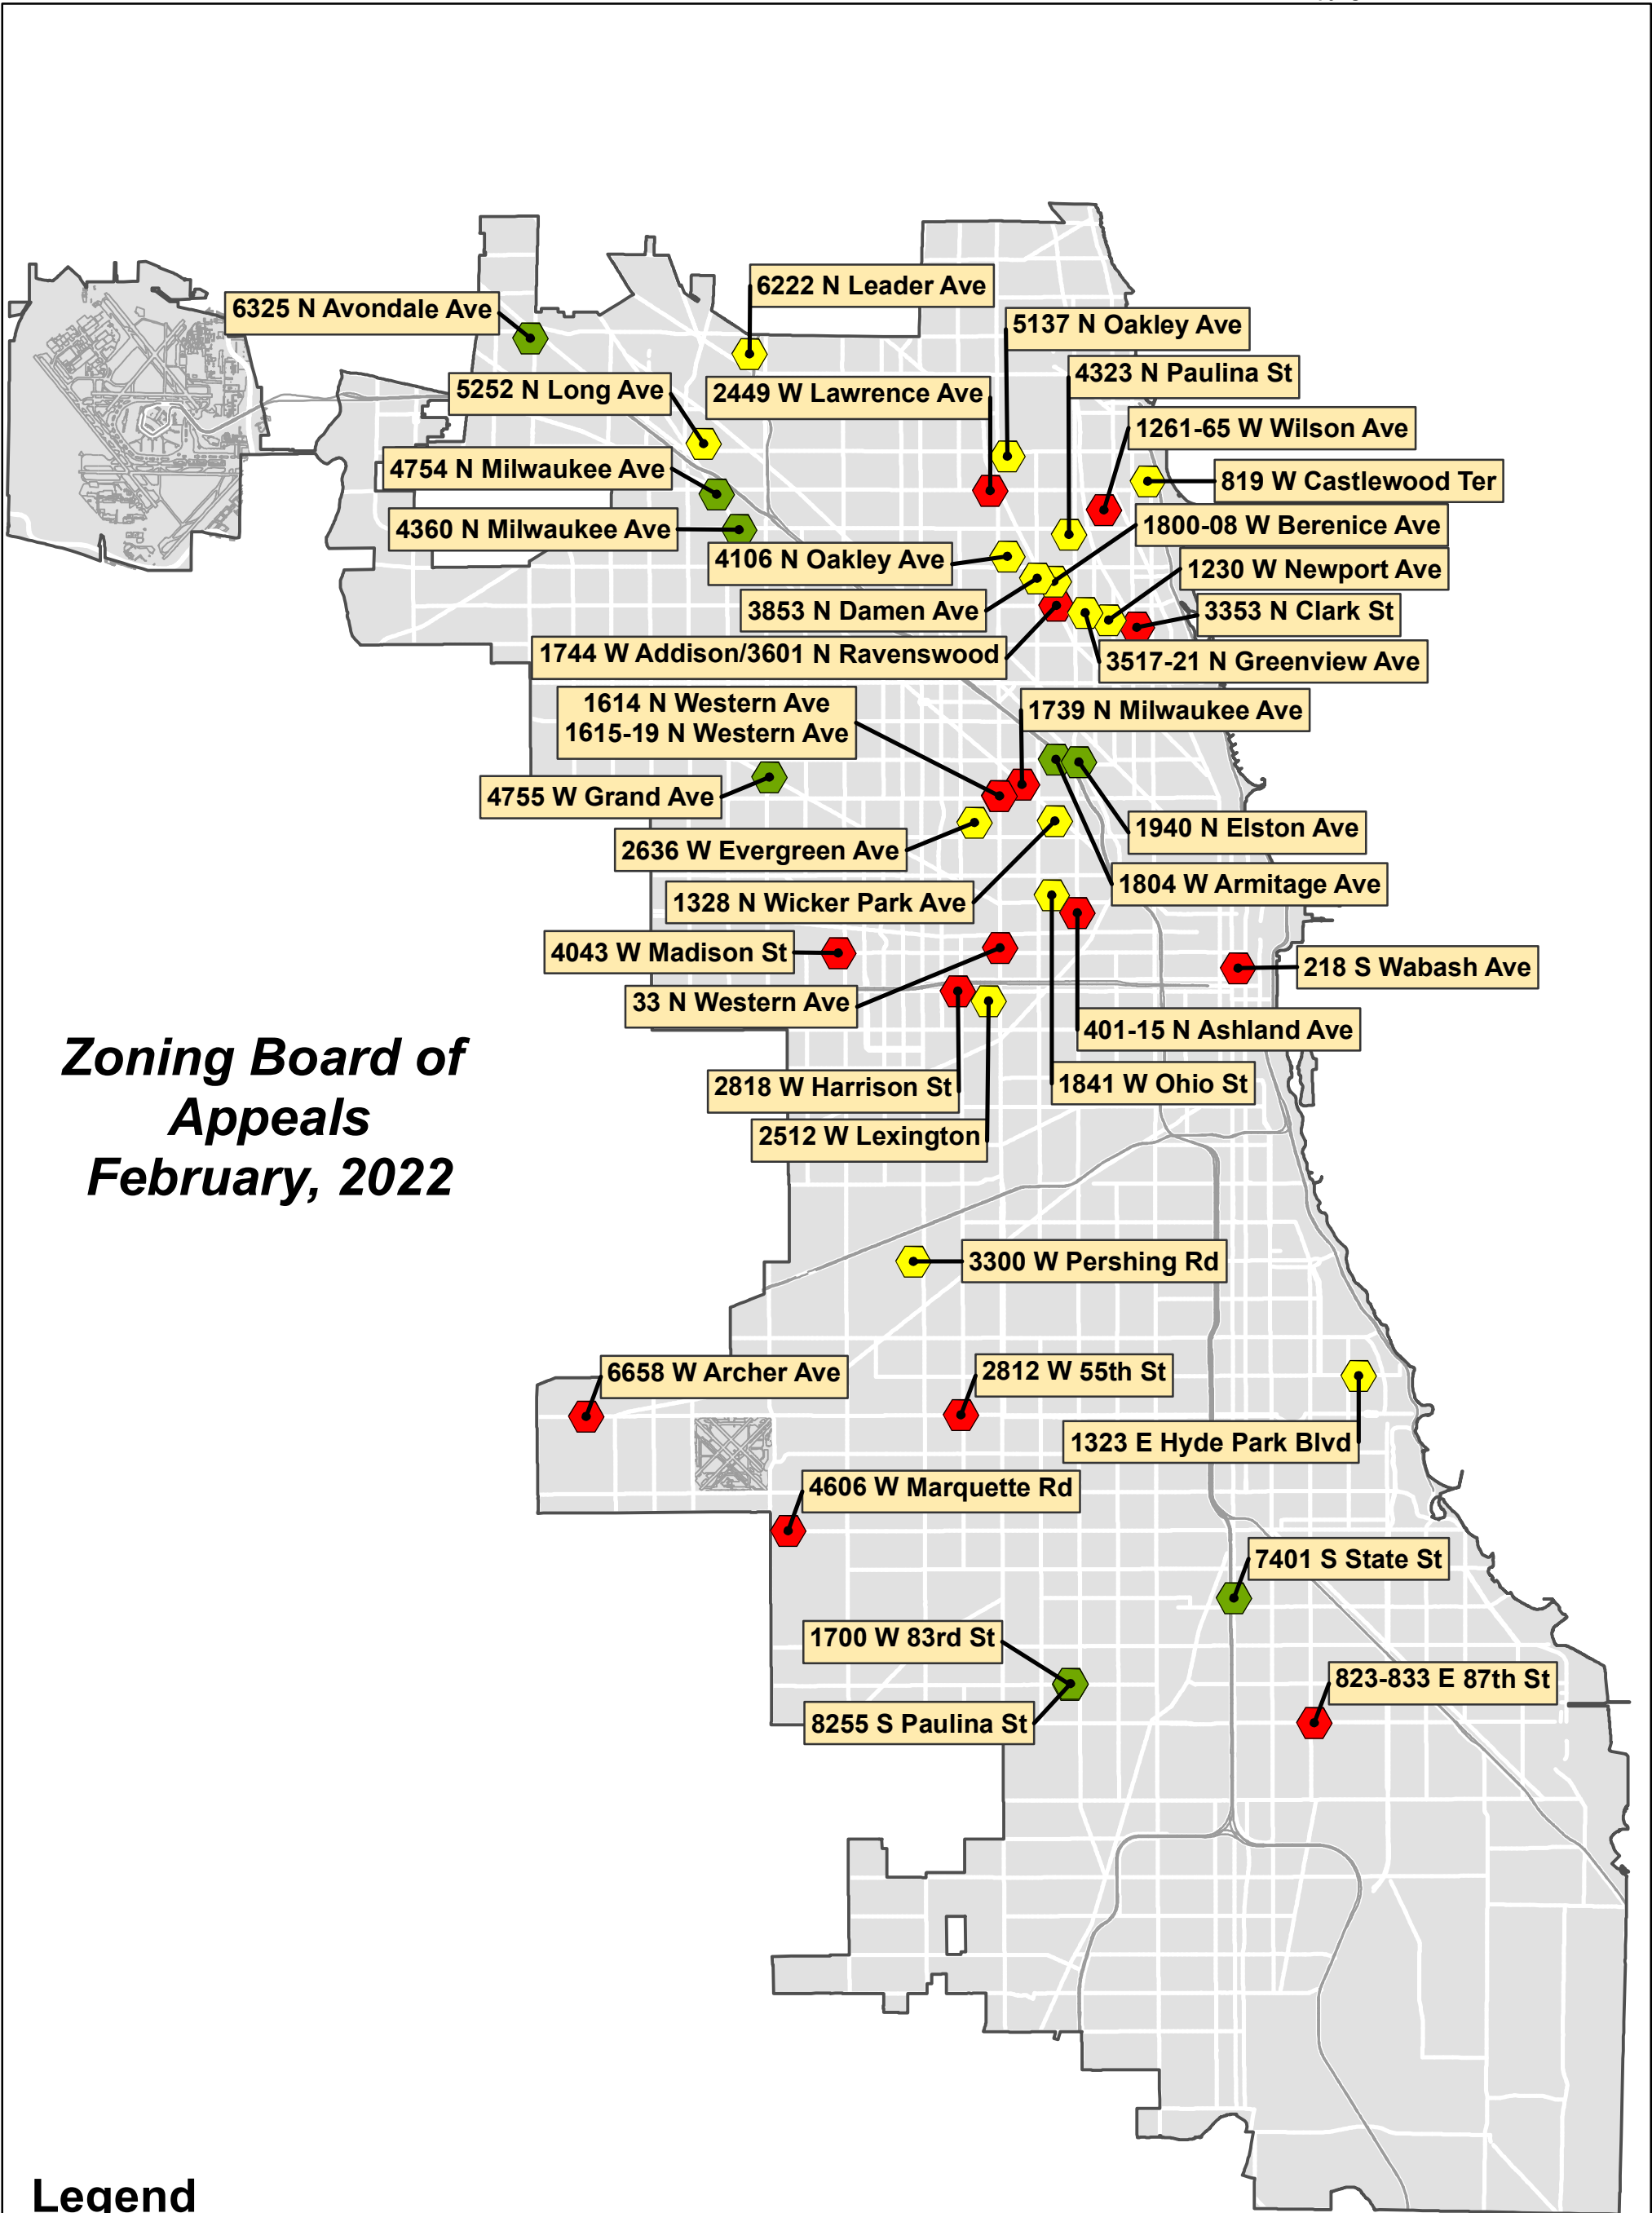 6222 N Leader Ave
6325 N Avondale Ave
5137 N Oakley Ave
4323 N Paulina St
5252 N Long Ave
2449 W Lawrence Ave
1261-65 W Wilson Ave
4754 N Milwaukee Ave
819 W Castlewood Ter
4360 N Milwaukee Ave
1800-08 W Berenice Ave
4106 N Oakley Ave
1230 W Newport Ave
3853 N Damen Ave
3353 N Clark St
1744 W Addison/3601 N Ravenswood
3517-21 N Greenview Ave
1614 N Western Ave
1615-19 N Western Ave
1739 N Milwaukee Ave
4755 W Grand Ave
1940 N Elston Ave
2636 W Evergreen Ave
1804 W Armitage Ave
1328 N Wicker Park Ave
4043 W Madison St
218 S Wabash Ave
33 N Western Ave
401-15 N Ashland Ave
2818 W Harrison St
1841 W Ohio St
2512 W Lexington
Zoning Board of
Appeals
February, 2022
3300 W Pershing Rd
6658 W Archer Ave
2812 W 55th St
1323 E Hyde Park Blvd
4606 W Marquette Rd
7401 S State St
1700 W 83rd St
823-833 E 87th St
8255 S Paulina St
Legend